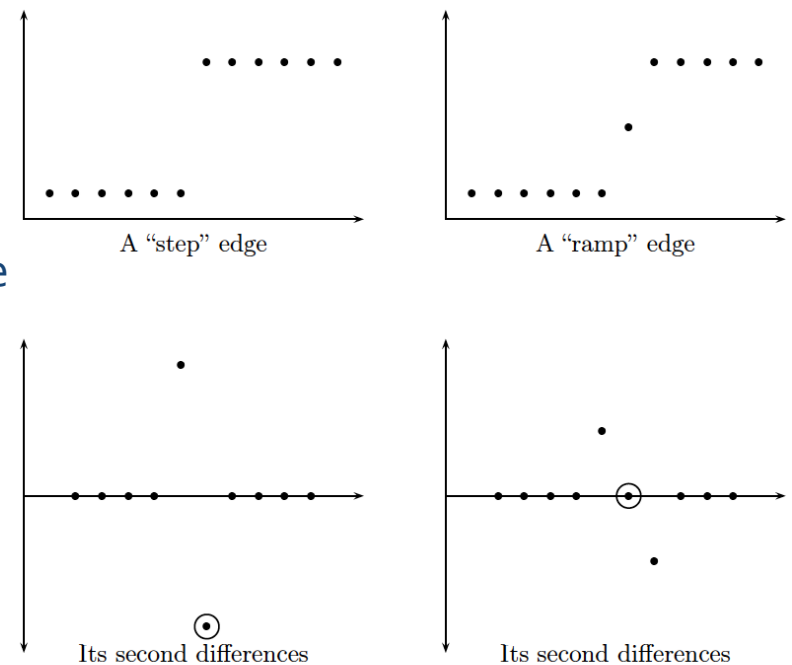 A “step” edge
A “ramp” edge
e
Its second differences
Its second differences